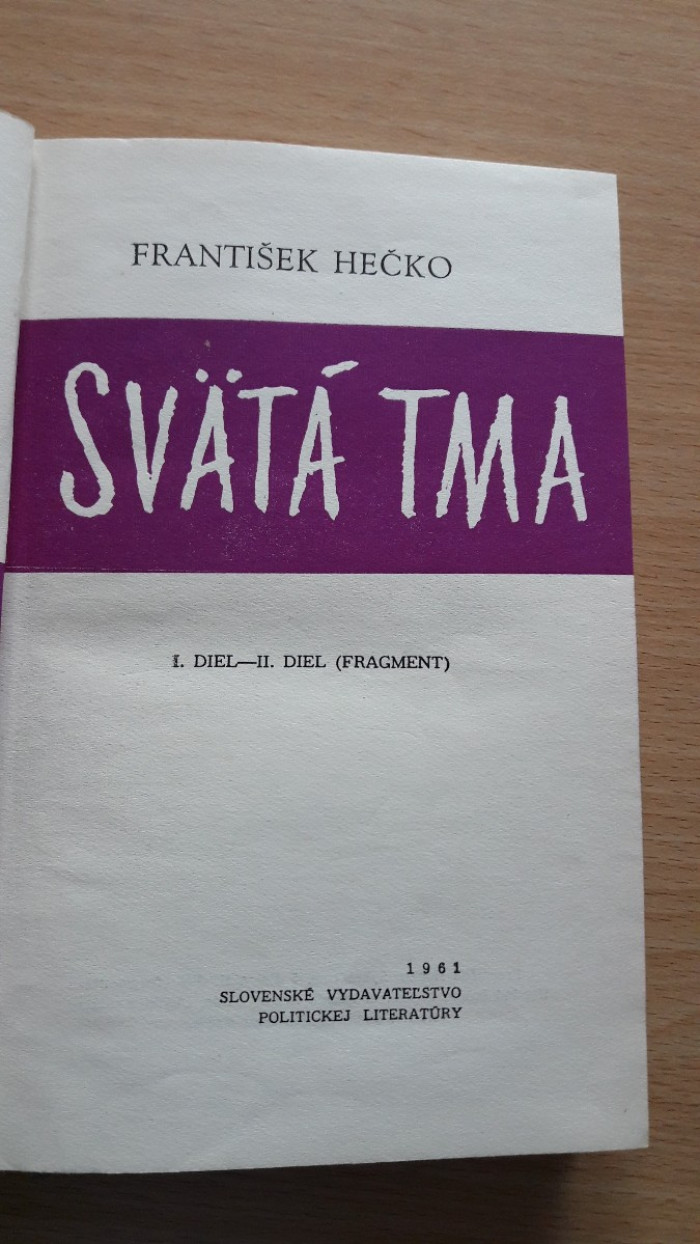 FRANTIŠEK HEČKO
SVÄTÁ TMA
I. DIEL—II. DIEL (FRAGMENT)
1961
SLOVENSKÉ VYDAVATEĽSTVO
POLITICKEJ LITERATÚRY